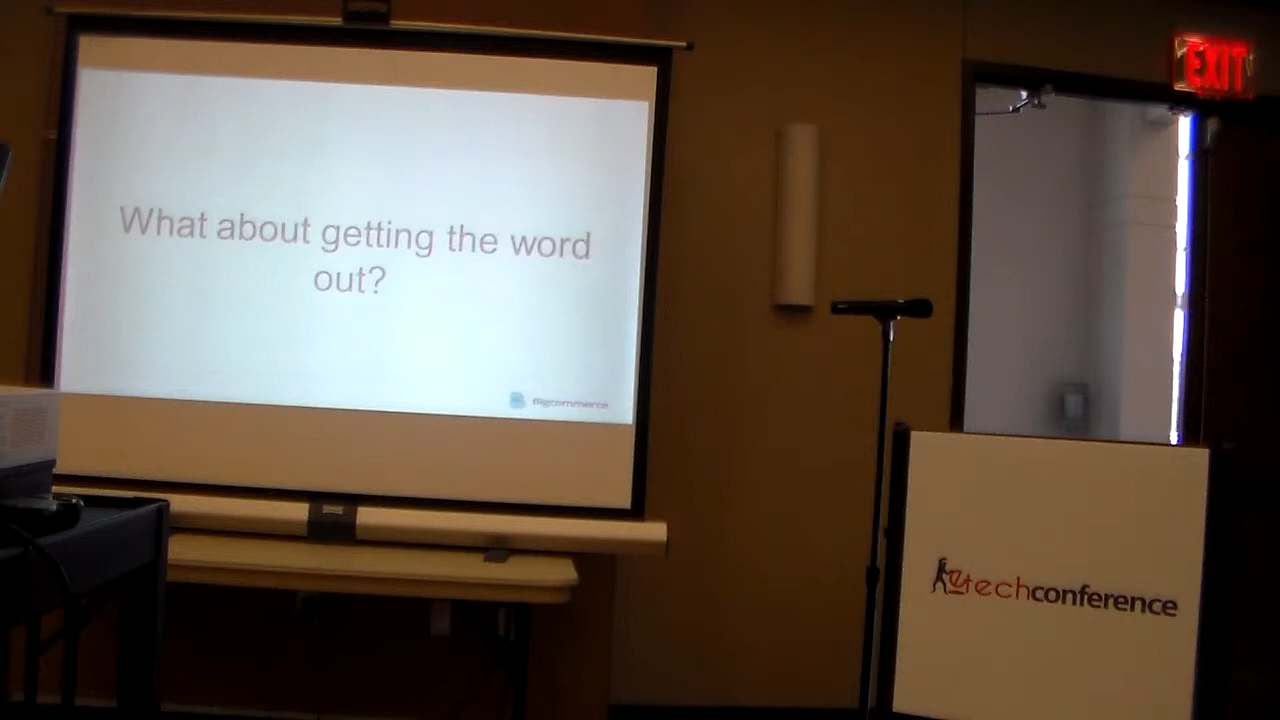 What about getting the word
out?
Bigcommerce
EXIT
techconference